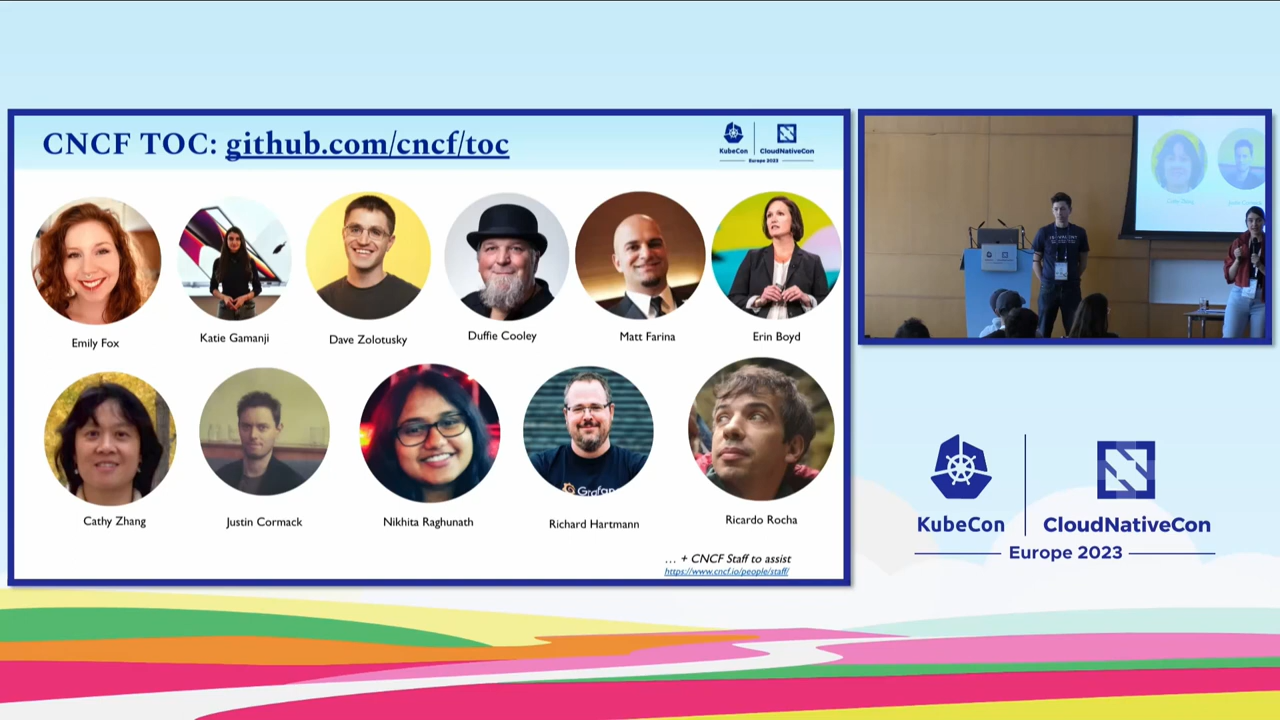 CNCF TOC: github.com/cncf/toc
KubeCon
CloudNativeCon
Europe 2023
Emily Fox
Katie Gamanji
Dave Zolotusky
Duffie Cooley
Matt Farina
Erin Boyd
Cathy Zhang
Justin Cormack
Nikhita Raghunath
Richard Hartmann
Ricardo Rocha
... + CNCF Staff to assist
https://www.cncf.io/people/staff/
KubeCon
CloudNativeCon
Europe 2023